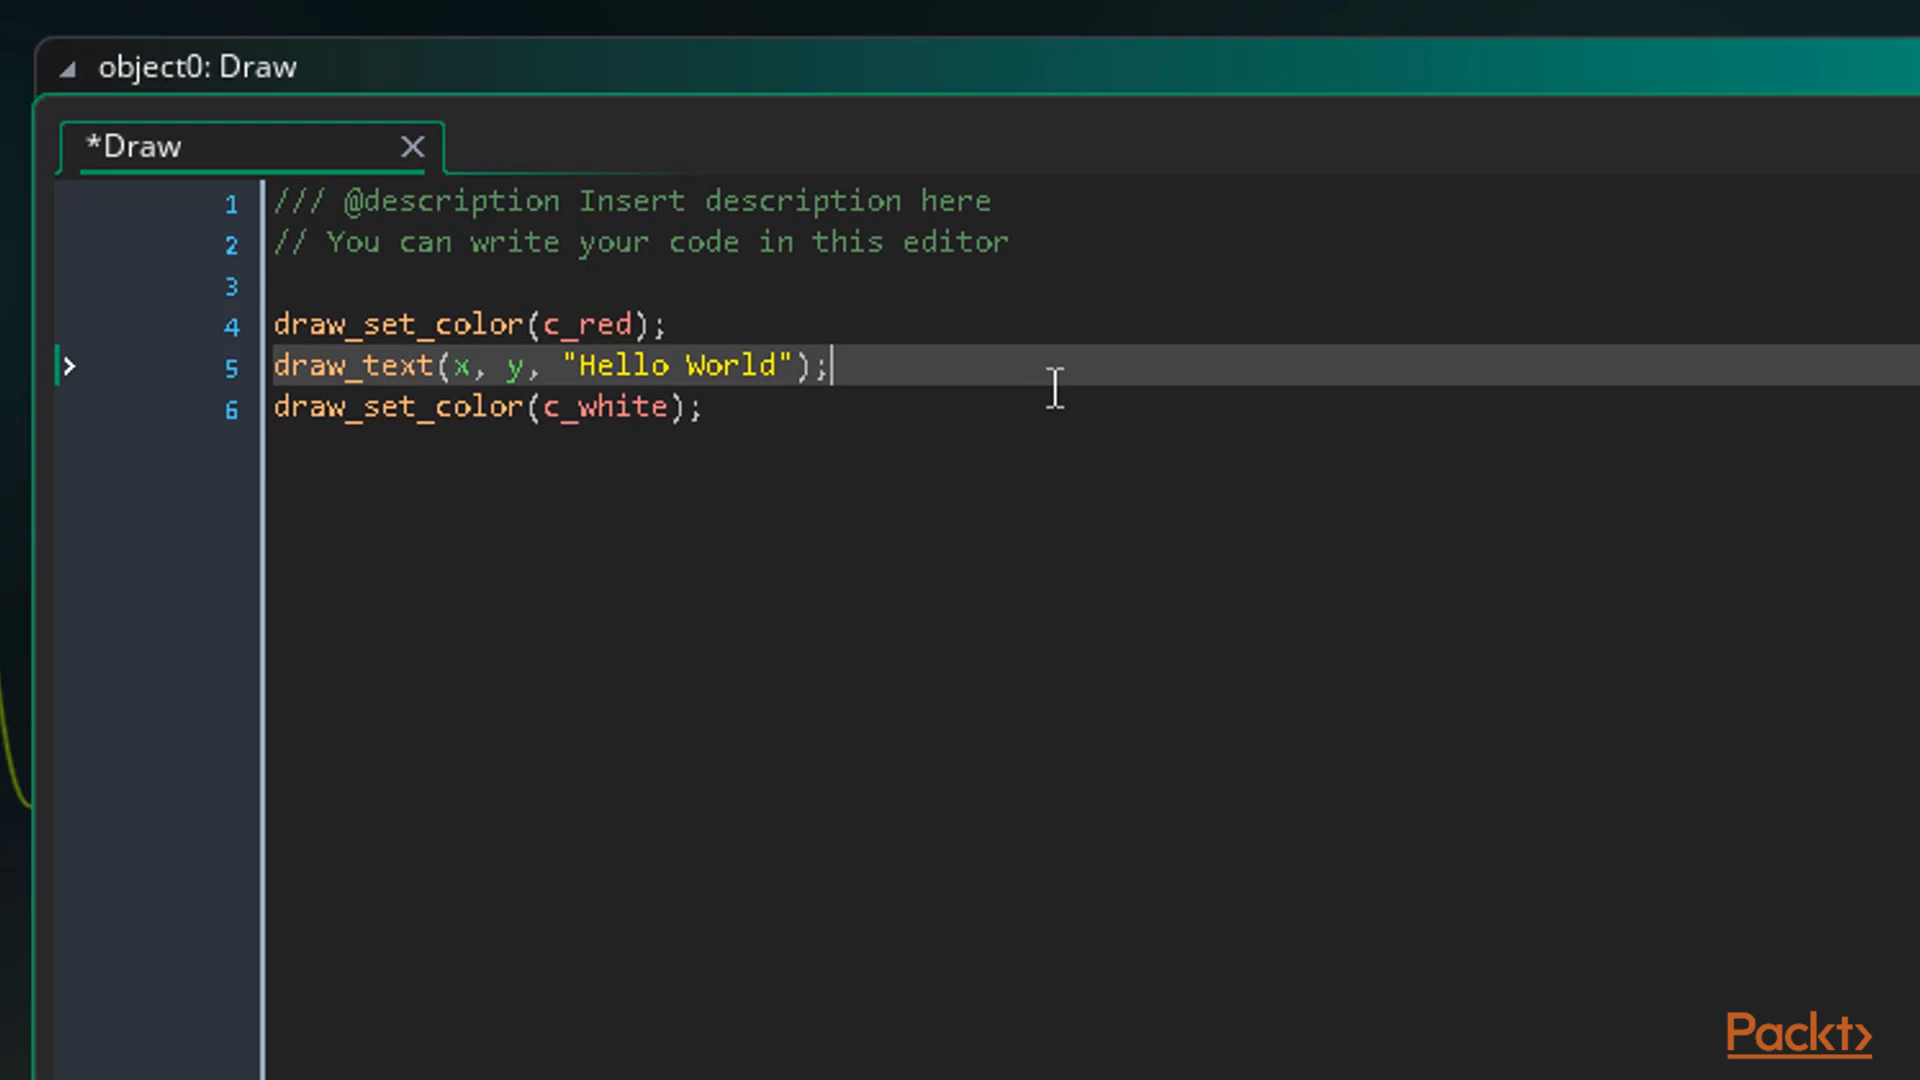 object0: Draw
*Draw
1 /// @description Insert description here
2 // You can write your code in this editor
3
4 draw_set_color(c_red);
5 draw_text(x, y, "Hello World");
6 draw_set_color(c_white);
Packt>